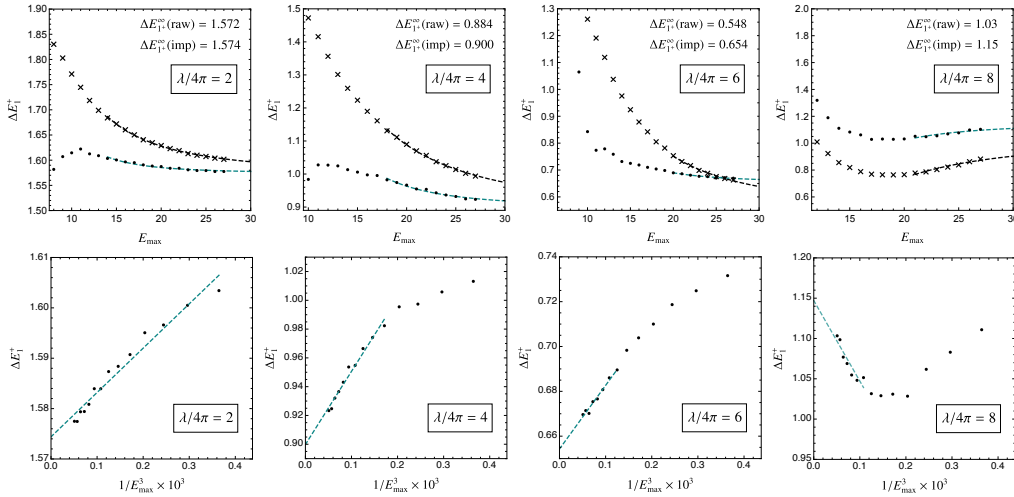 ΔE₁₊^∞(raw) = 1.572
ΔE₁₊^∞(imp) = 1.574
λ/4π = 2
1.90
1.85
1.80
1.75
1.70
1.65
1.60
1.55
1.50
ΔE₁⁺
10 15 20 25 30
E_max
ΔE₁₊^∞(raw) = 0.884
ΔE₁₊^∞(imp) = 0.900
λ/4π = 4
1.5
1.4
1.3
1.2
1.1
1.0
0.9
ΔE₁⁺
10 15 20 25 30
E_max
ΔE₁₊^∞(raw) = 0.548
ΔE₁₊^∞(imp) = 0.654
λ/4π = 6
1.3
1.2
1.1
1.0
0.9
0.8
0.7
0.6
ΔE₁⁺
10 15 20 25 30
E_max
ΔE₁₊^∞(raw) = 1.03
ΔE₁₊^∞(imp) = 1.15
λ/4π = 8
2.0
1.8
1.6
1.4
1.2
1.0
0.8
0.6
ΔE₁⁺
15 20 25 30
E_max
1.61
1.60
1.59
1.58
1.57
ΔE₁⁺
λ/4π = 2
0.0 0.1 0.2 0.3 0.4
1/E³_max × 10³
1.02
1.00
0.98
0.96
0.94
0.92
0.90
ΔE₁⁺
λ/4π = 4
0.0 0.1 0.2 0.3 0.4
1/E³_max × 10³
0.74
0.72
0.70
0.68
0.66
ΔE₁⁺
λ/4π = 6
0.0 0.1 0.2 0.3 0.4
1/E³_max × 10³
1.20
1.15
1.10
1.05
1.00
0.95
ΔE₁⁺
λ/4π = 8
0.0 0.1 0.2 0.3 0.4
1/E³_max × 10³